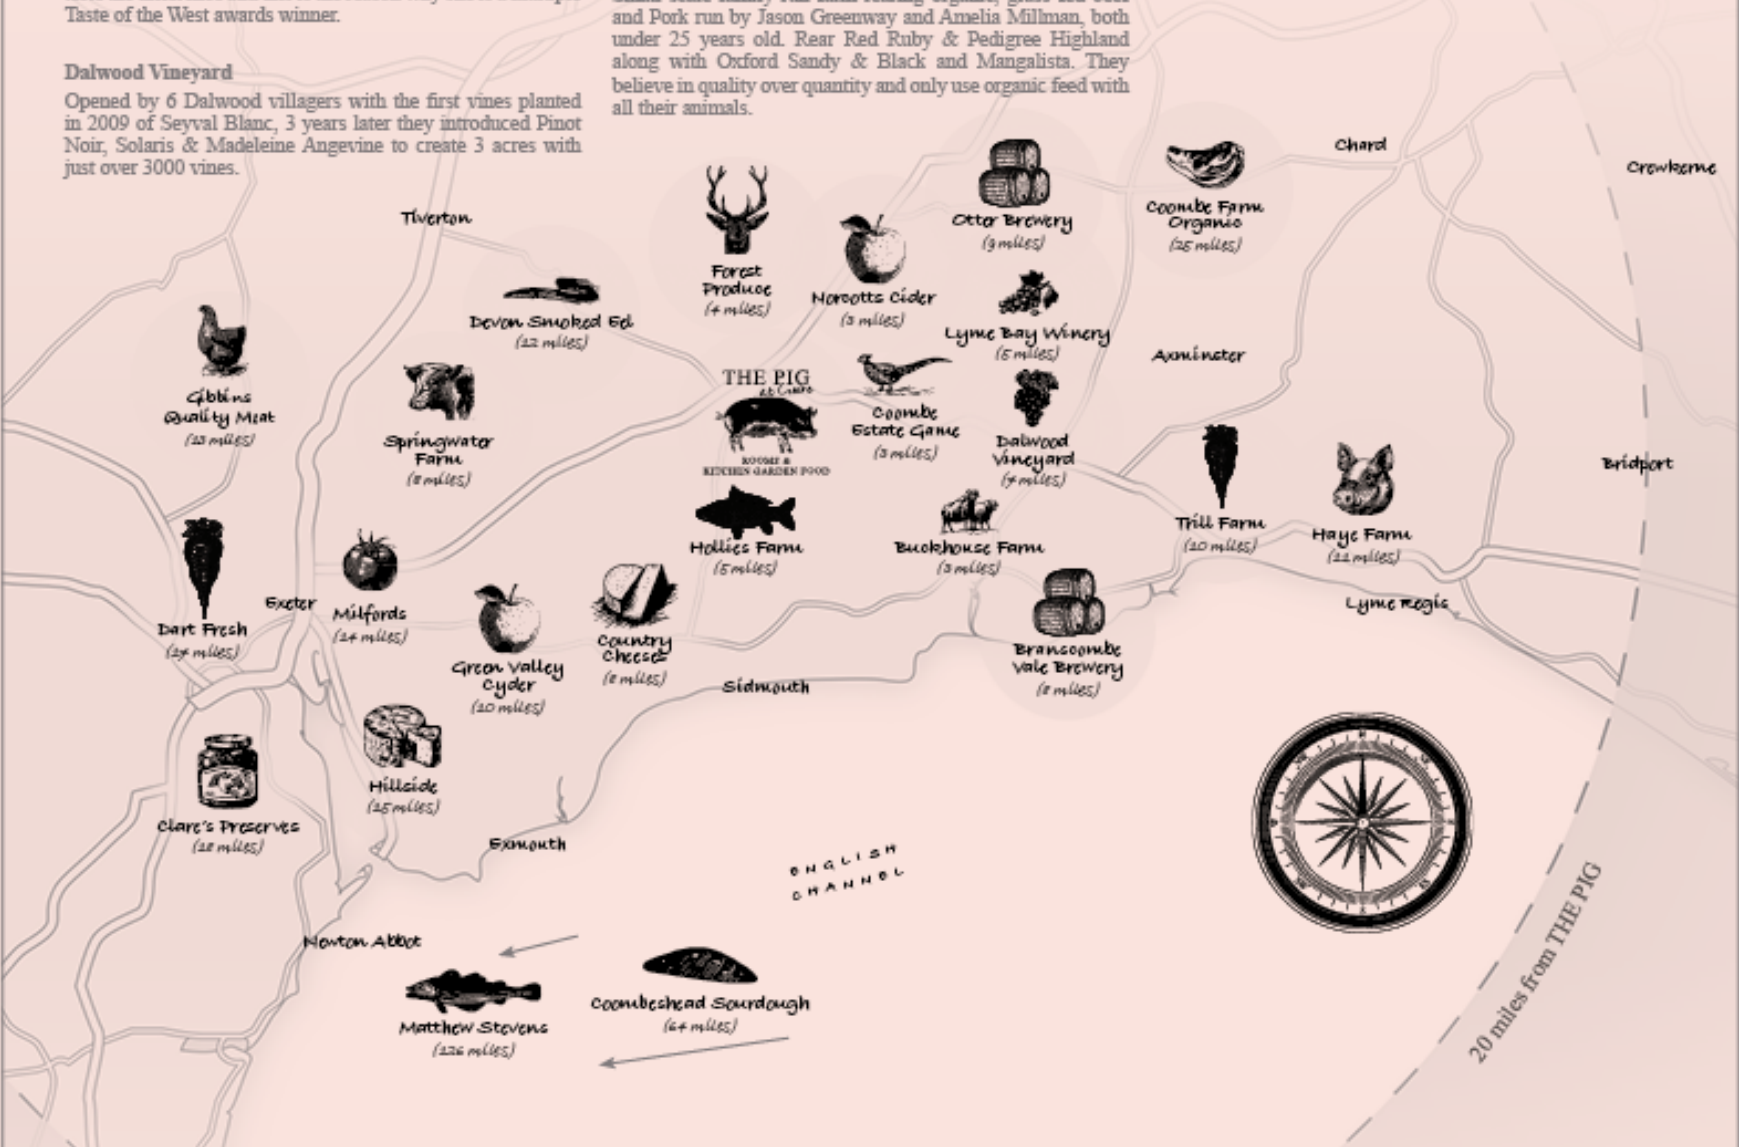 Taste of the West awards winner.
Dalwood Vineyard
Opened by 6 Dalwood villagers with the first vines planted
in 2009 of Seyval Blanc, 3 years later they introduced Pinot
Noir, Solaris & Madeleine Angevine to create 3 acres with
just over 3000 vines.
and Pork run by Jason Greenway and Amelia Millman, both
under 25 years old. Rear Red Ruby & Pedigree Highland
along with Oxford Sandy & Black and Mangalista. They
believe in quality over quantity and only use organic feed with
all their animals.
Chard
Crewkerne
Tiverton
Otter Brewery
(9 miles)
Coombe Farm
Organic
(25 miles)
Forest
Produce
(4 miles)
Norcotts Cider
(3 miles)
Devon Smoked Eel
(12 miles)
Lyme Bay Winery
(5 miles)
Axminster
Gibbins
Quality Meat
(13 miles)
Springwater
Farm
(8 miles)
THE PIG
at Combe
ROOMS &
KITCHEN GARDEN FOOD
Coombe
Estate Game
(3 miles)
Dalwood
Vineyard
(7 miles)
Bridport
Trill Farm
(10 miles)
Haye Farm
(11 miles)
Hollies Farm
(5 miles)
Buckhouse Farm
(3 miles)
Exeter
Milfords
(14 miles)
Dart Fresh
(17 miles)
Lyme Regis
Country
Cheeses
(8 miles)
Green Valley
Cyder
(10 miles)
Branscombe
Vale Brewery
(8 miles)
Sidmouth
Hillside
(15 miles)
Clare's Preserves
(18 miles)
Exmouth
ENGLISH
CHANNEL
Newton Abbot
Matthew Stevens
(126 miles)
Coombeshead Sourdough
(64 miles)
20 miles from THE PIG